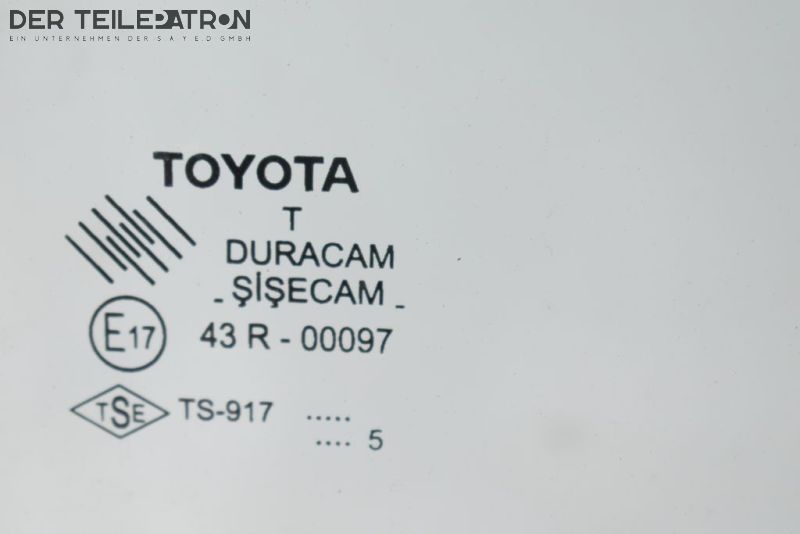 DER TEILEPATRON
EIN UNTERNEHMEN DER S A Y E D GMBH
TOYOTA
T
DURACAM
- ŞİŞECAM -
E17 43 R - 00097
TSE TS-917 .....
.... 5